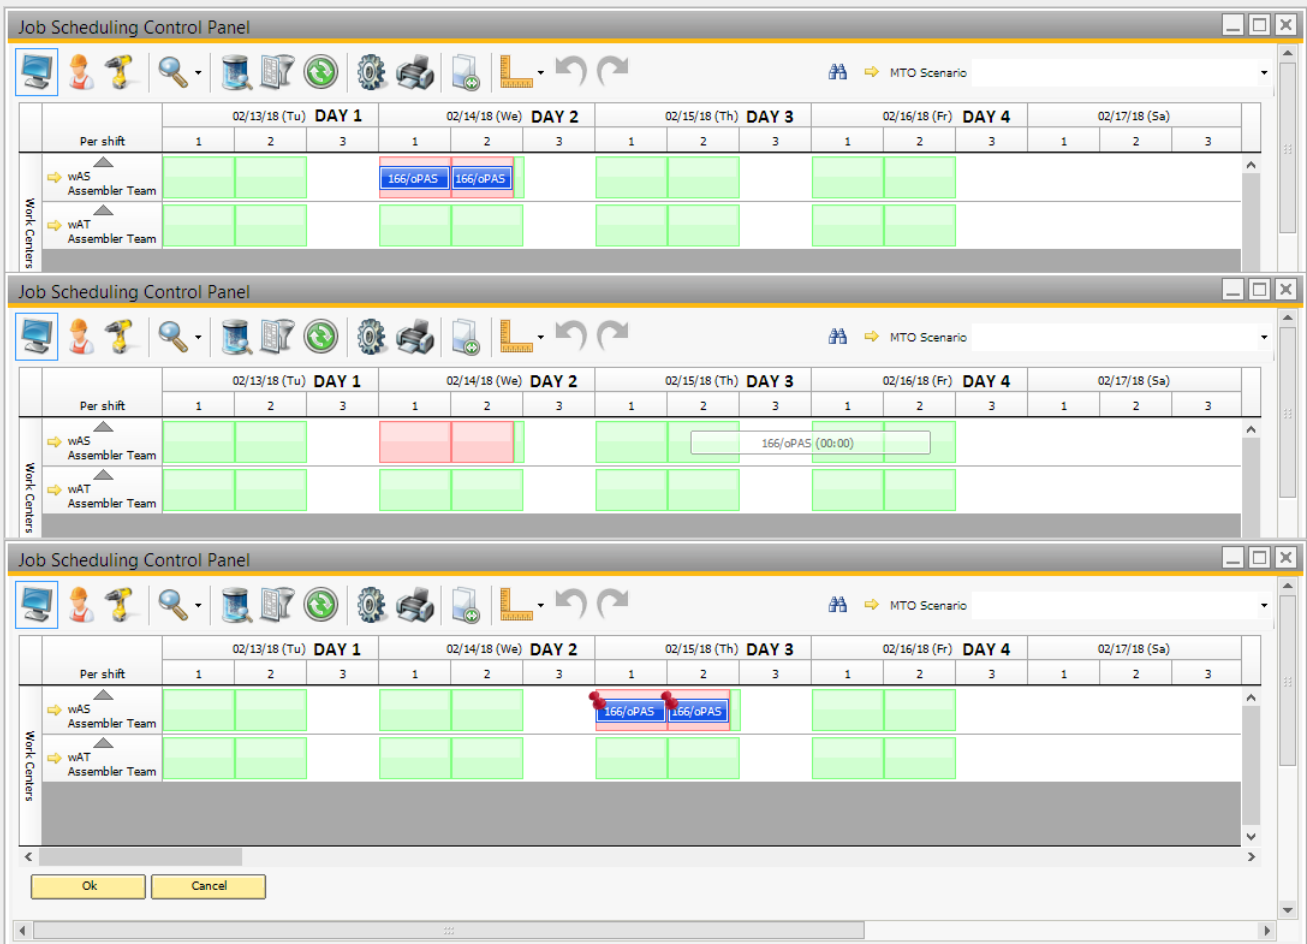 Job Scheduling Control Panel
MTO Scenario
02/13/18 (Tu) DAY 1 02/14/18 (We) DAY 2 02/15/18 (Th) DAY 3 02/16/18 (Fr) DAY 4 02/17/18 (Sa)
Per shift 1 2 3 1 2 3 1 2 3 1 2 3 1 2 3
Work Centers
wAS
Assembler Team
166/oPAS 166/oPAS
wAT
Assembler Team
Job Scheduling Control Panel
MTO Scenario
02/13/18 (Tu) DAY 1 02/14/18 (We) DAY 2 02/15/18 (Th) DAY 3 02/16/18 (Fr) DAY 4 02/17/18 (Sa)
Per shift 1 2 3 1 2 3 1 2 3 1 2 3 1 2 3
Work Centers
wAS
Assembler Team
166/oPAS (00:00)
wAT
Assembler Team
Job Scheduling Control Panel
MTO Scenario
02/13/18 (Tu) DAY 1 02/14/18 (We) DAY 2 02/15/18 (Th) DAY 3 02/16/18 (Fr) DAY 4 02/17/18 (Sa)
Per shift 1 2 3 1 2 3 1 2 3 1 2 3 1 2 3
Work Centers
wAS
Assembler Team
166/oPAS 166/oPAS
wAT
Assembler Team
Ok Cancel